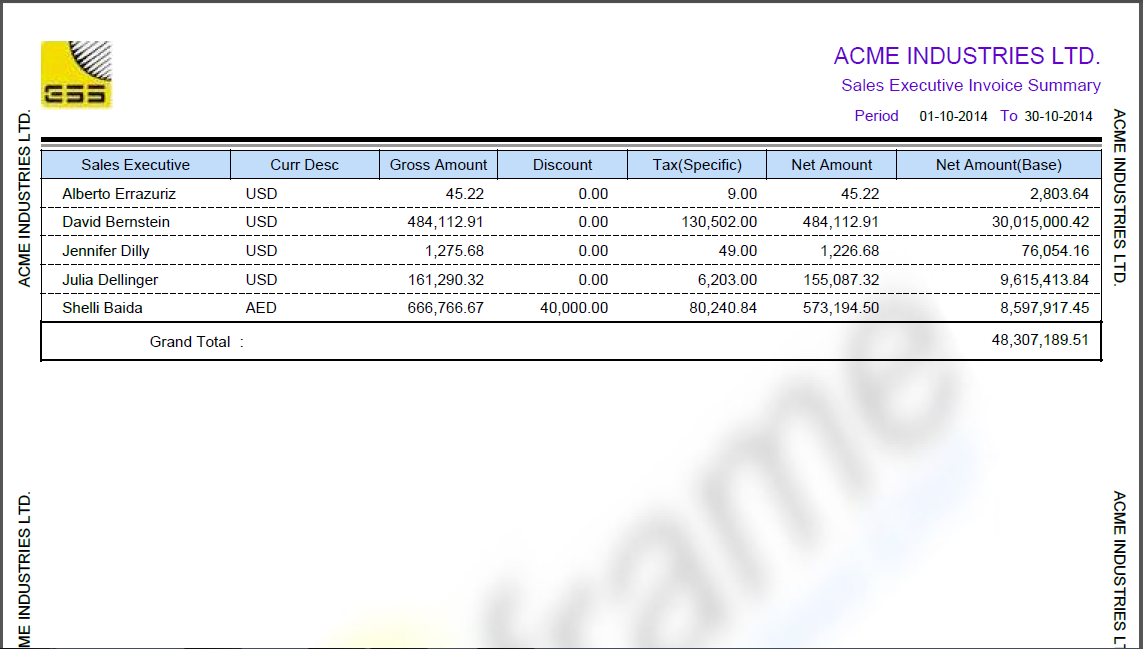 ESS
ACME INDUSTRIES LTD.
Sales Executive Invoice Summary
Period 01-10-2014 To 30-10-2014
ACME INDUSTRIES LTD.
ACME INDUSTRIES LTD.
Sales Executive Curr Desc Gross Amount Discount Tax(Specific) Net Amount Net Amount(Base)
Alberto Errazuriz USD 45.22 0.00 9.00 45.22 2,803.64
David Bernstein USD 484,112.91 0.00 130,502.00 484,112.91 30,015,000.42
Jennifer Dilly USD 1,275.68 0.00 49.00 1,226.68 76,054.16
Julia Dellinger USD 161,290.32 0.00 6,203.00 155,087.32 9,615,413.84
Shelli Baida AED 666,766.67 40,000.00 80,240.84 573,194.50 8,597,917.45
Grand Total : 48,307,189.51
frame
ME INDUSTRIES LTD.
ACME INDUSTRIES LT